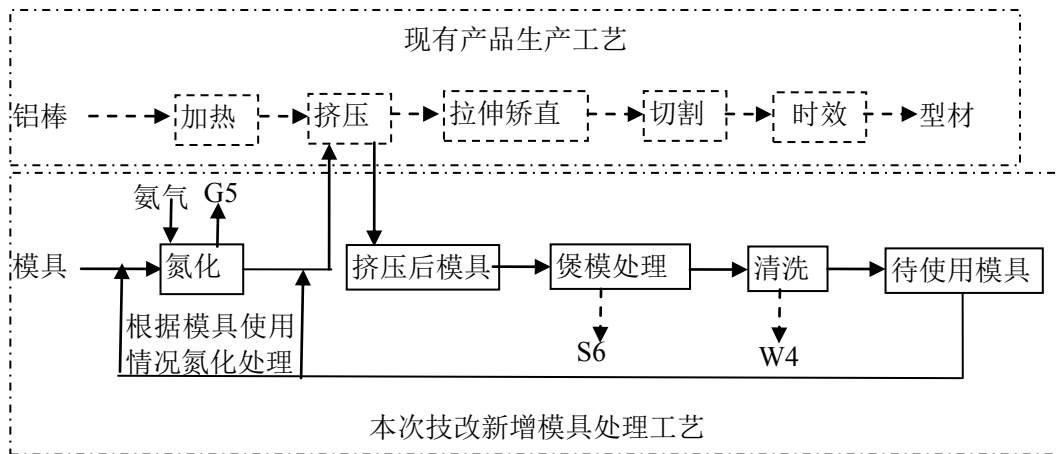 现有产品生产工艺
铝棒
加热
挤压
拉伸矫直
切割
时效
型材
氨气
G5
模具
氮化
挤压后模具
煲模处理
清洗
待使用模具
根据模具使用
情况氮化处理
S6
W4
本次技改新增模具处理工艺